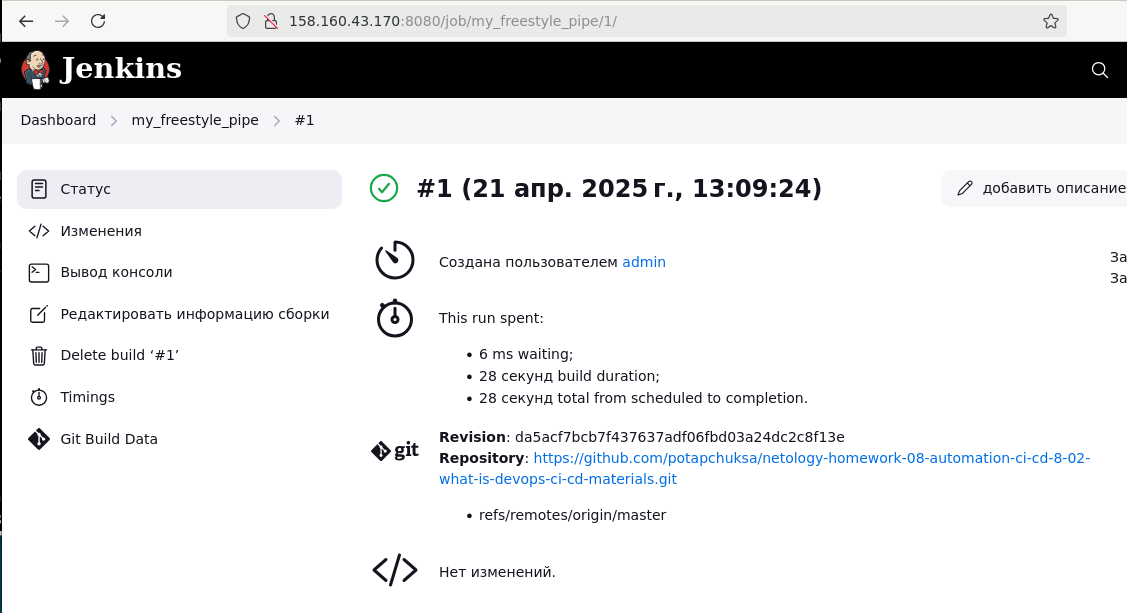 158.160.43.170:8080/job/my_freestyle_pipe/1/
Jenkins
Dashboard > my_freestyle_pipe > #1
Статус
Изменения
Вывод консоли
Редактировать информацию сборки
Delete build ‘#1’
Timings
Git Build Data
#1 (21 апр. 2025 г., 13:09:24)
добавить описание
За
За
Создана пользователем admin
This run spent:
• 6 ms waiting;
• 28 секунд build duration;
• 28 секунд total from scheduled to completion.
git
Revision: da5acf7bcb7f437637adf06fbd03a24dc2c8f13e
Repository: https://github.com/potapchuksa/netology-homework-08-automation-ci-cd-8-02-
what-is-devops-ci-cd-materials.git
• refs/remotes/origin/master
Нет изменений.